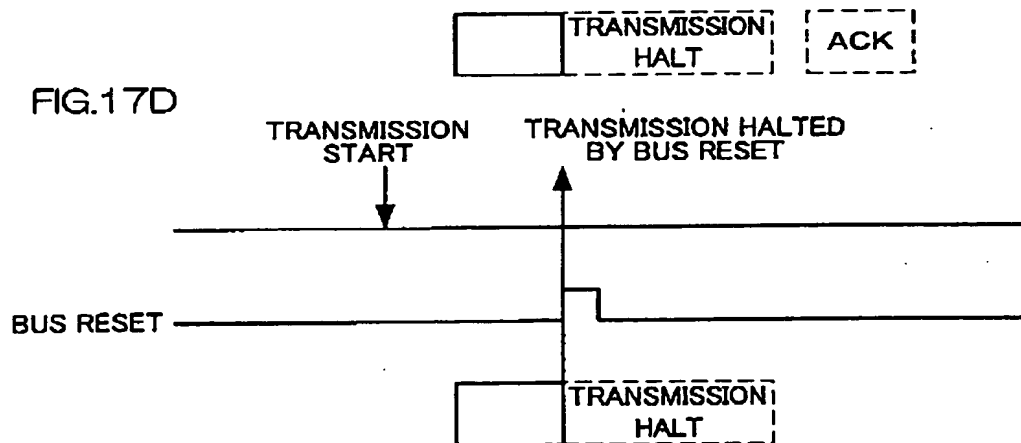 TRANSMISSION
HALT
ACK
FIG.17D
TRANSMISSION
START
TRANSMISSION HALTED
BY BUS RESET
BUS RESET
TRANSMISSION
HALT